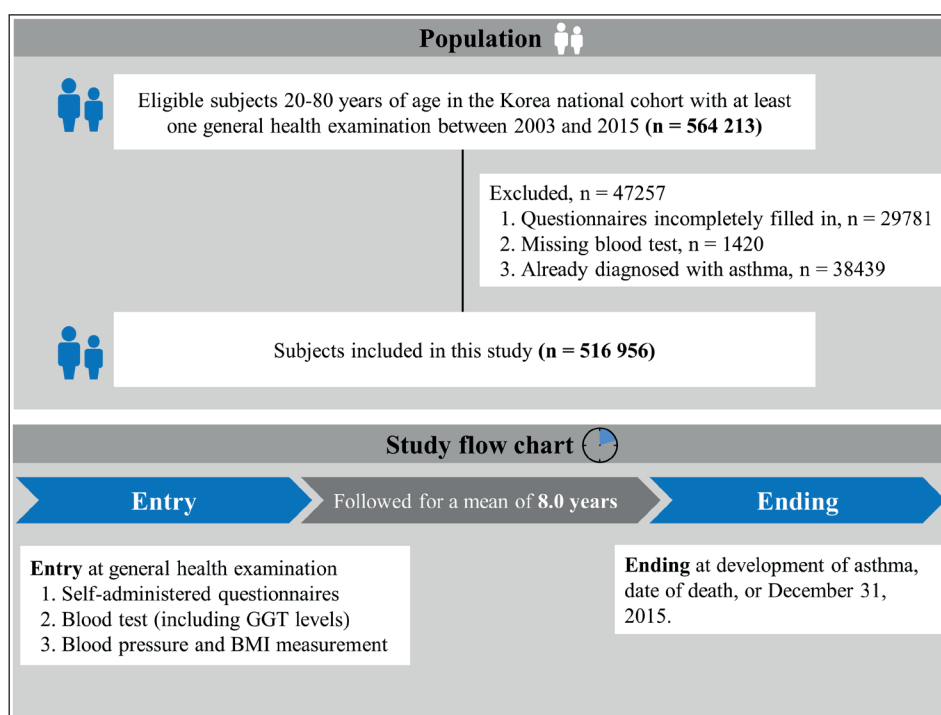 Population
Eligible subjects 20-80 years of age in the Korea national cohort with at least
one general health examination between 2003 and 2015 (n = 564 213)
Excluded, n = 47257
1. Questionnaires incompletely filled in, n = 29781
2. Missing blood test, n = 1420
3. Already diagnosed with asthma, n = 38439
Subjects included in this study (n = 516 956)
Study flow chart
Entry
Followed for a mean of 8.0 years
Ending
Entry at general health examination
1. Self-administered questionnaires
2. Blood test (including GGT levels)
3. Blood pressure and BMI measurement
Ending at development of asthma,
date of death, or December 31,
2015.